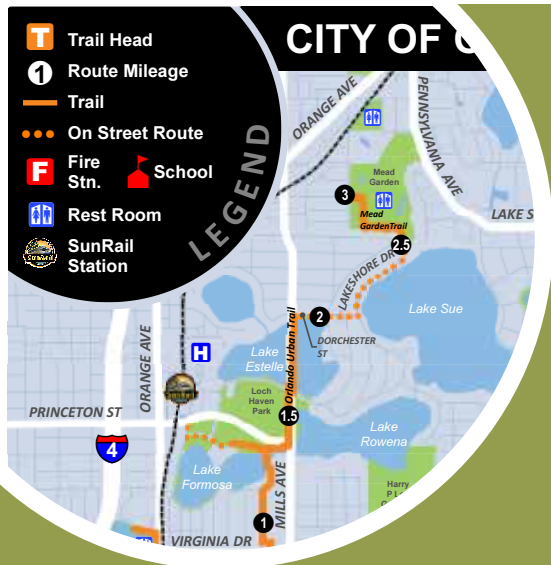 CITY OF
T Trail Head
1 Route Mileage
Trail
On Street Route
F Fire
Stn.
School
Rest Room
SunRail
Station
LEGEND
ORANGE AVE
PENNSYLVANIA AVE
Mead
Garden
3
Mead
GardenTrail
LAKE S
2.5
LAKESHORE DR
Lake Sue
2
DORCHESTER
ST
Orlando Urban Trail
H
Lake
Estelle
ORANGE AVE
Loch
Haven
Park
1.5
PRINCETON ST
Lake
Rowena
4
Lake
Formosa
MILLS AVE
Harry
P L
1
VIRGINIA DR